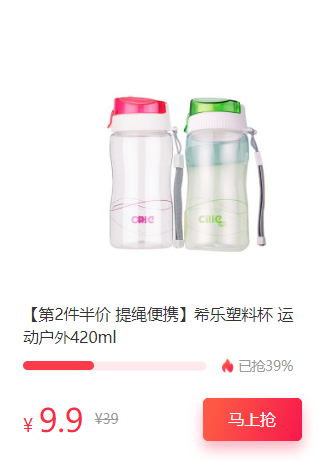 cille
【第2件半价 提绳便携】希乐塑料杯 运
动户外420ml
已抢39%
¥ 9.9 ¥39 马上抢